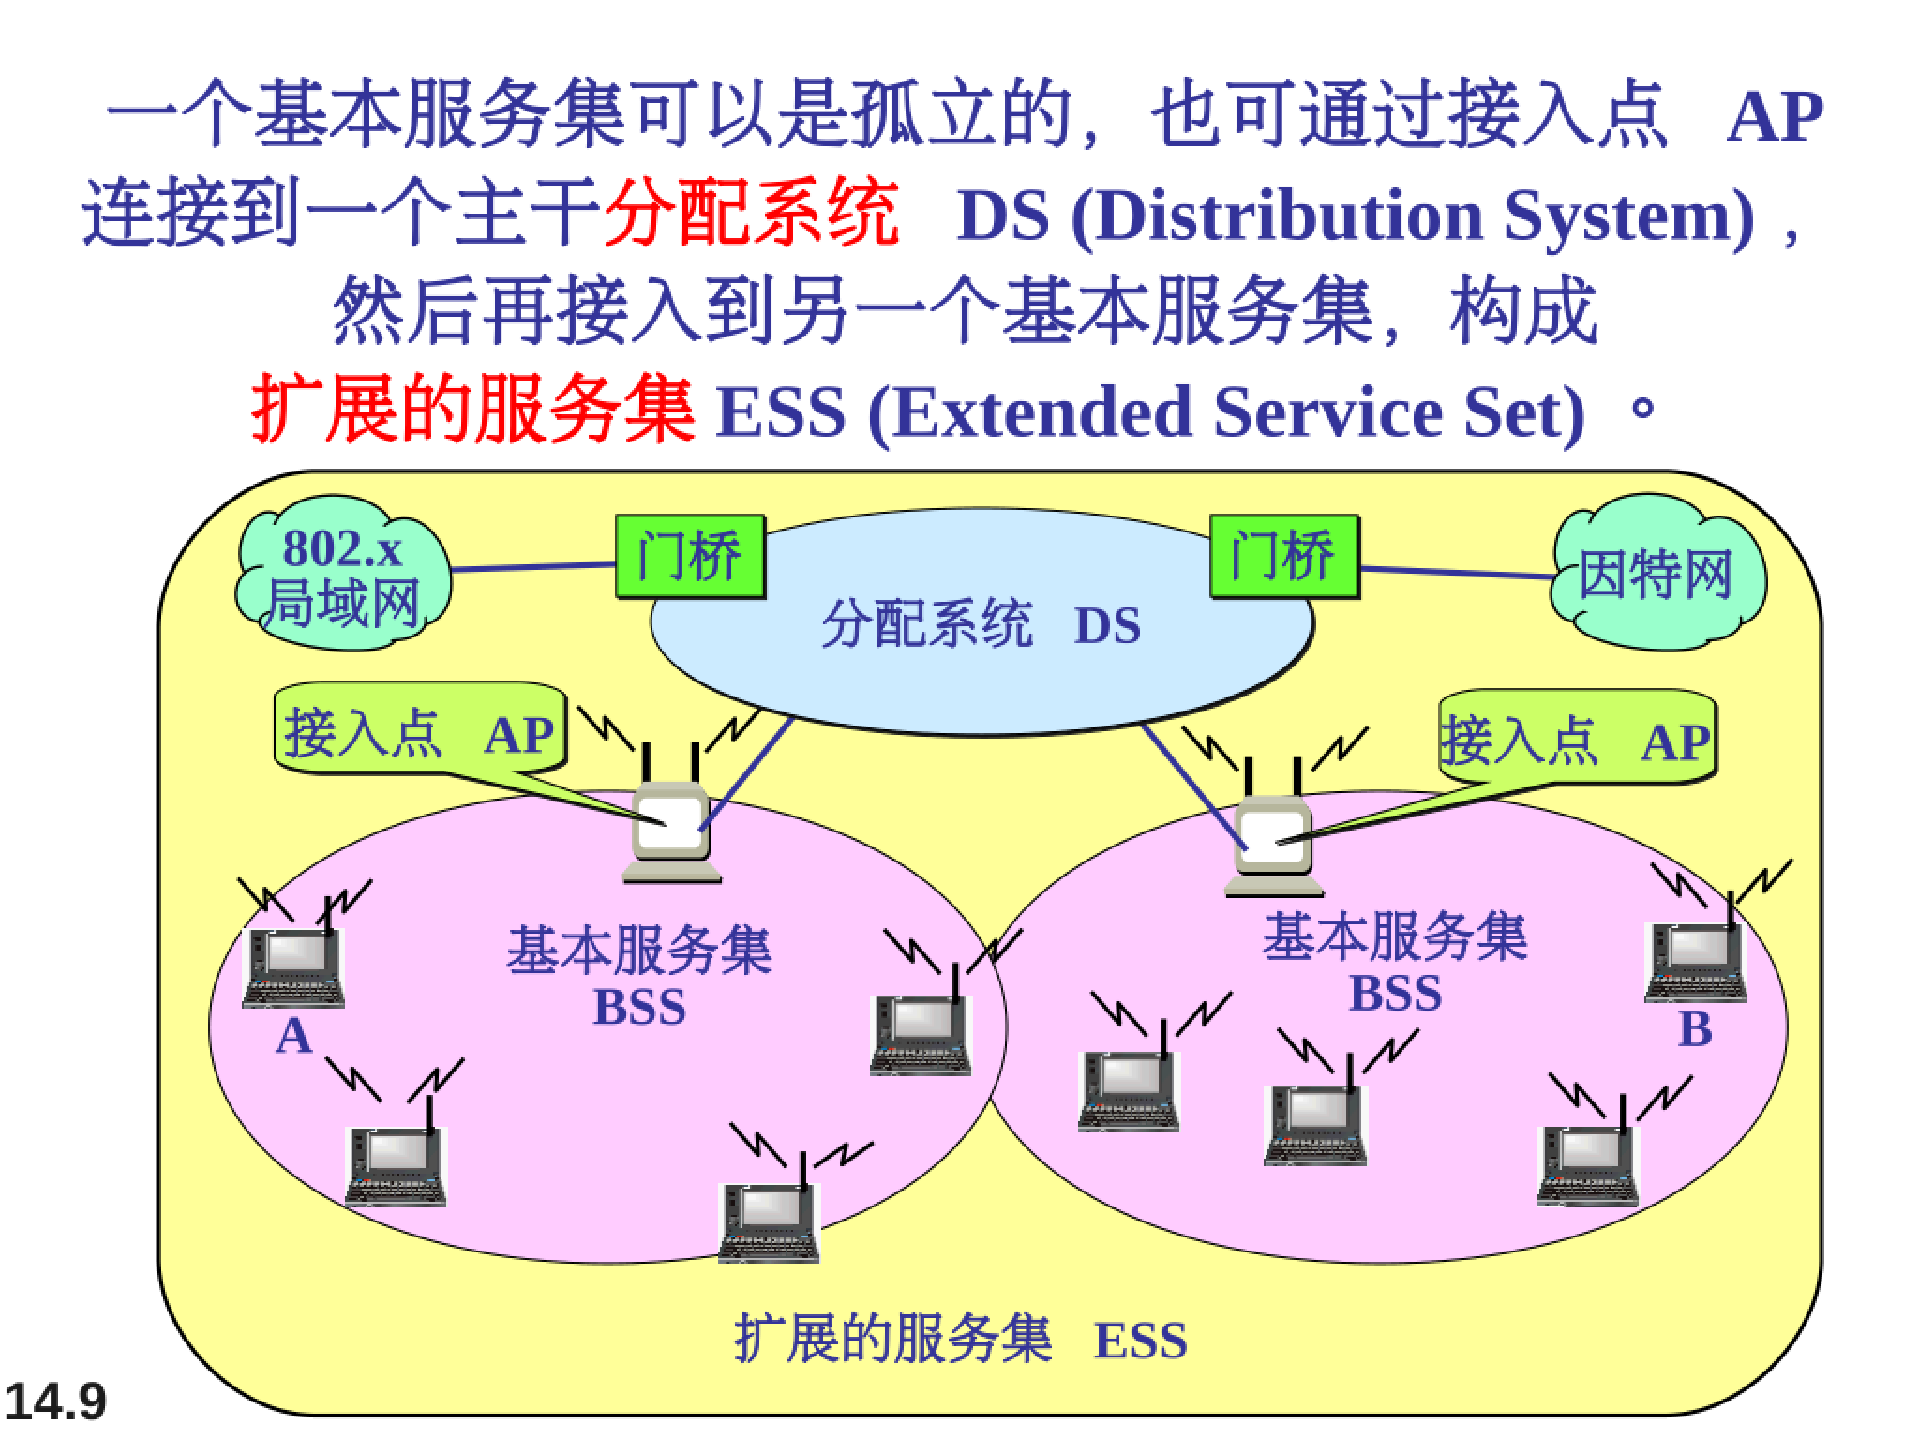 一个基本服务集可以是孤立的，也可通过接入点 AP
连接到一个主干分配系统 DS (Distribution System)，
然后再接入到另一个基本服务集，构成
扩展的服务集 ESS (Extended Service Set) 。
802.x
局域网
门桥
门桥
因特网
分配系统 DS
接入点 AP
接入点 AP
基本服务集
BSS
基本服务集
BSS
A
B
扩展的服务集 ESS
14.9